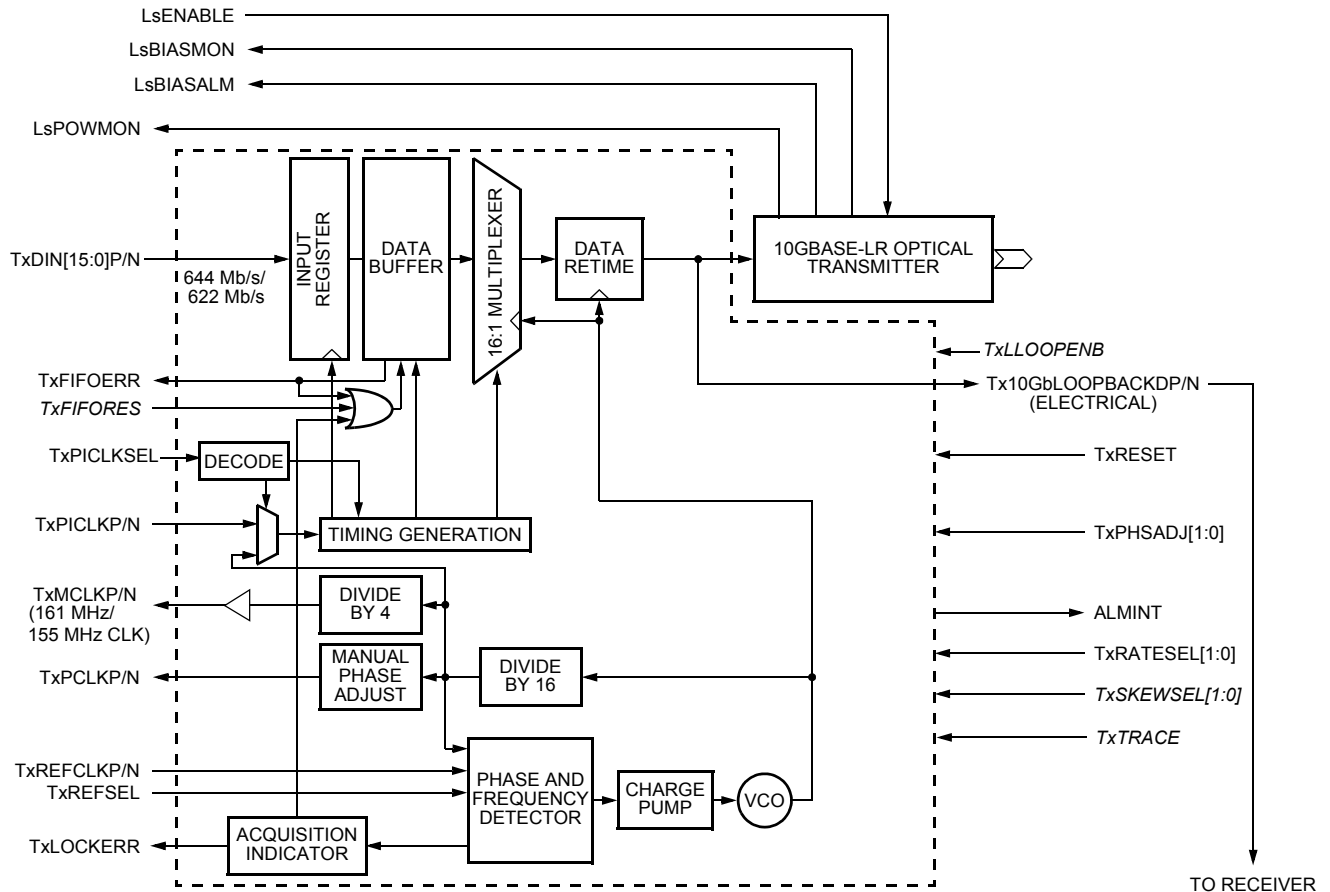 LsENABLE
LsBIASMON
LsBIASALM
LsPOWMON
TxDIN[15:0]P/N
644 Mb/s/
622 Mb/s
INPUT
REGISTER
DATA
BUFFER
16:1 MULTIPLEXER
DATA
RETIME
10GBASE-LR OPTICAL
TRANSMITTER
TxLLOOPENB
Tx10GbLOOPBACKDP/N
(ELECTRICAL)
TxFIFOERR
TxFIFORES
TxPICLKSEL
DECODE
TxRESET
TxPICLKP/N
TIMING GENERATION
TxPHSADJ[1:0]
TxMCLKP/N
(161 MHz/
155 MHz CLK)
DIVIDE
BY 4
ALMINT
TxPCLKP/N
MANUAL
PHASE
ADJUST
DIVIDE
BY 16
TxRATESEL[1:0]
TxSKEWSEL[1:0]
TxTRACE
TxREFCLKP/N
TxREFSEL
PHASE AND
FREQUENCY
DETECTOR
CHARGE
PUMP
VCO
TxLOCKERR
ACQUISITION
INDICATOR
TO RECEIVER